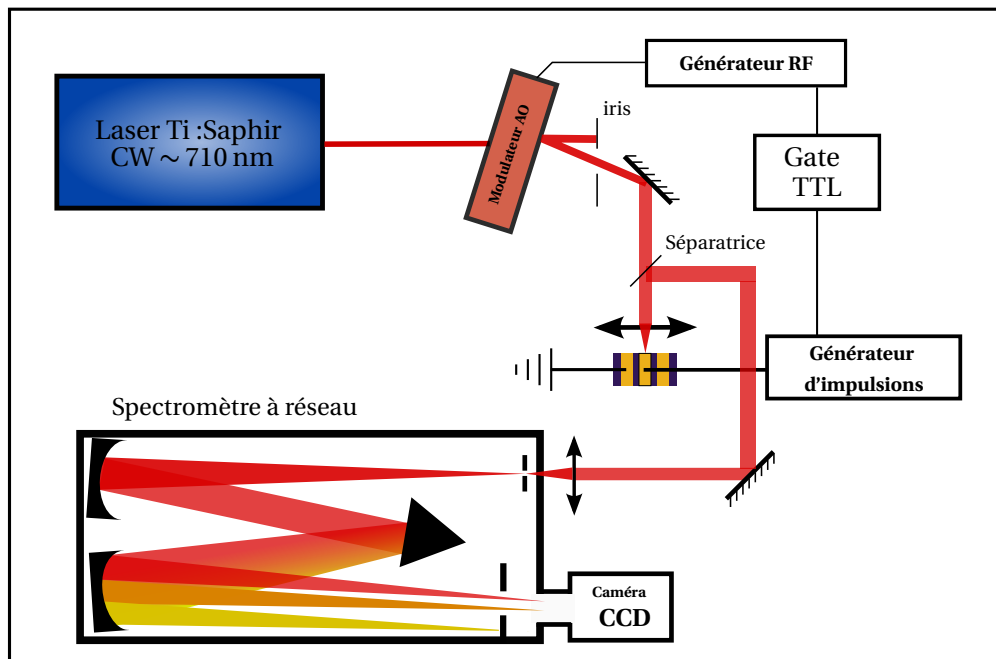 Laser Ti :Saphir
CW ~ 710 nm
Modulateur AO
iris
Générateur RF
Gate
TTL
Séparatrice
Générateur
d'impulsions
Spectromètre à réseau
Caméra
CCD